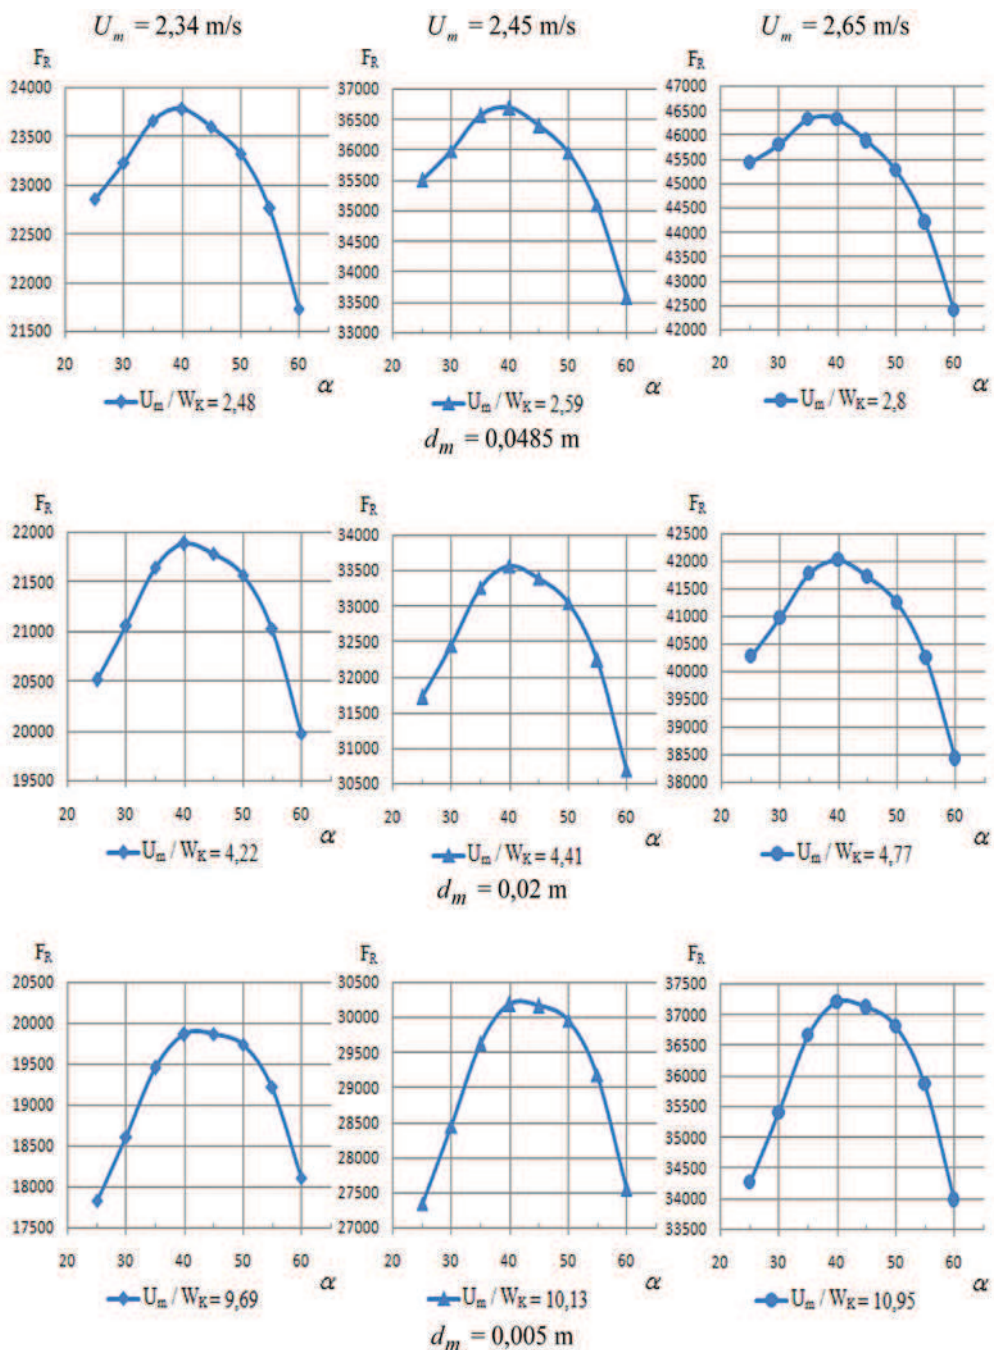 U_m = 2,34 m/s U_m = 2,45 m/s U_m = 2,65 m/s
F_R F_R F_R
24000
23500
23000
22500
22000
21500
20 30 40 50 60 α
U_m / W_K = 2,48
37000
36500
36000
35500
35000
34500
34000
33500
33000
20 30 40 50 60 α
U_m / W_K = 2,59
47000
46500
46000
45500
45000
44500
44000
43500
43000
42500
42000
20 30 40 50 60 α
U_m / W_K = 2,8
d_m = 0,0485 m
F_R F_R F_R
22000
21500
21000
20500
20000
19500
20 30 40 50 60 α
U_m / W_K = 4,22
34000
33500
33000
32500
32000
31500
31000
30500
20 30 40 50 60 α
U_m / W_K = 4,41
42500
42000
41500
41000
40500
40000
39500
39000
38500
38000
20 30 40 50 60 α
U_m / W_K = 4,77
d_m = 0,02 m
F_R F_R F_R
20500
20000
19500
19000
18500
18000
17500
20 30 40 50 60 α
U_m / W_K = 9,69
30500
30000
29500
29000
28500
28000
27500
27000
20 30 40 50 60 α
U_m / W_K = 10,13
37500
37000
36500
36000
35500
35000
34500
34000
33500
20 30 40 50 60 α
U_m / W_K = 10,95
d_m = 0,005 m